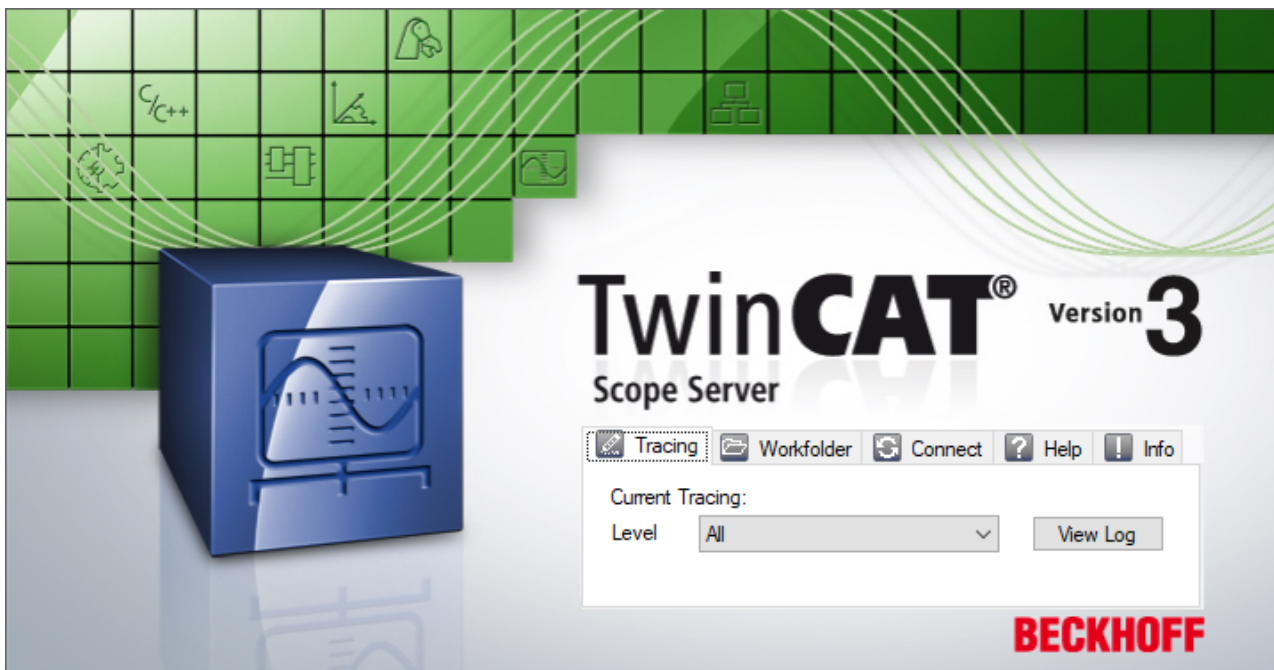 C/C++
TwinCAT® Version 3
Scope Server
Tracing Workfolder Connect Help Info
Current Tracing:
Level All View Log
BECKHOFF